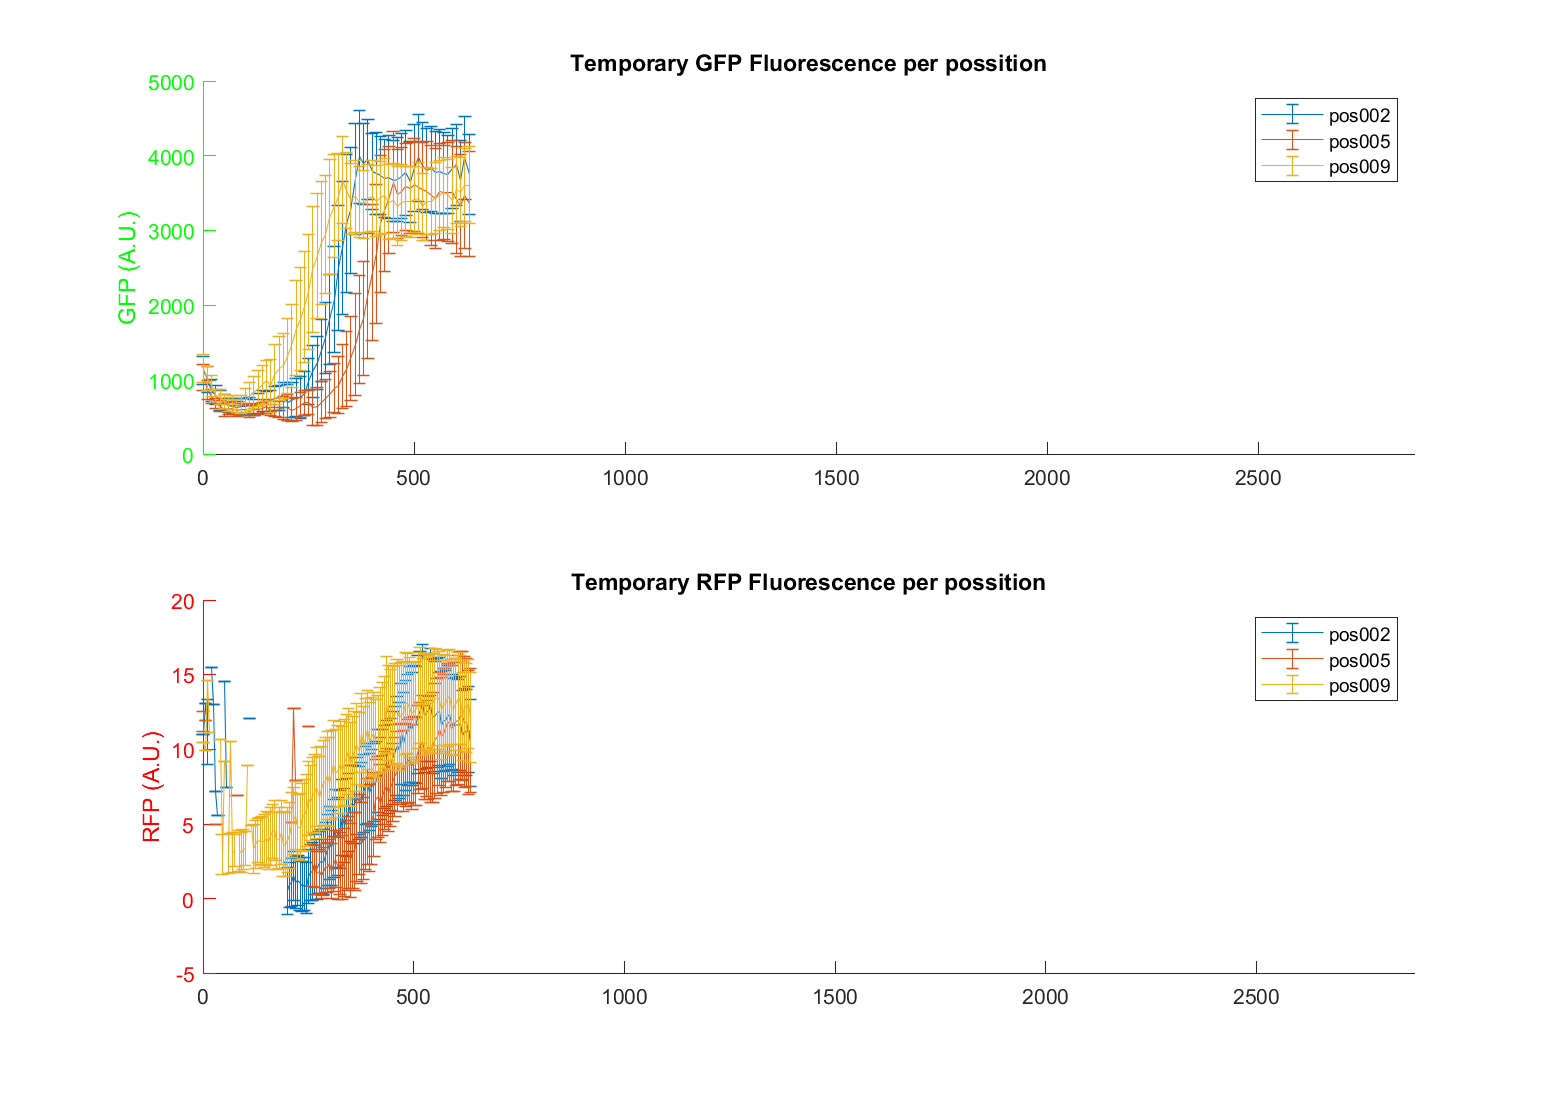 Temporary GFP Fluorescence per possition
GFP (A.U.)
5000
4000
3000
2000
1000
0
0 500 1000 1500 2000 2500
pos002
pos005
pos009
Temporary RFP Fluorescence per possition
RFP (A.U.)
20
15
10
5
0
-5
0 500 1000 1500 2000 2500
pos002
pos005
pos009